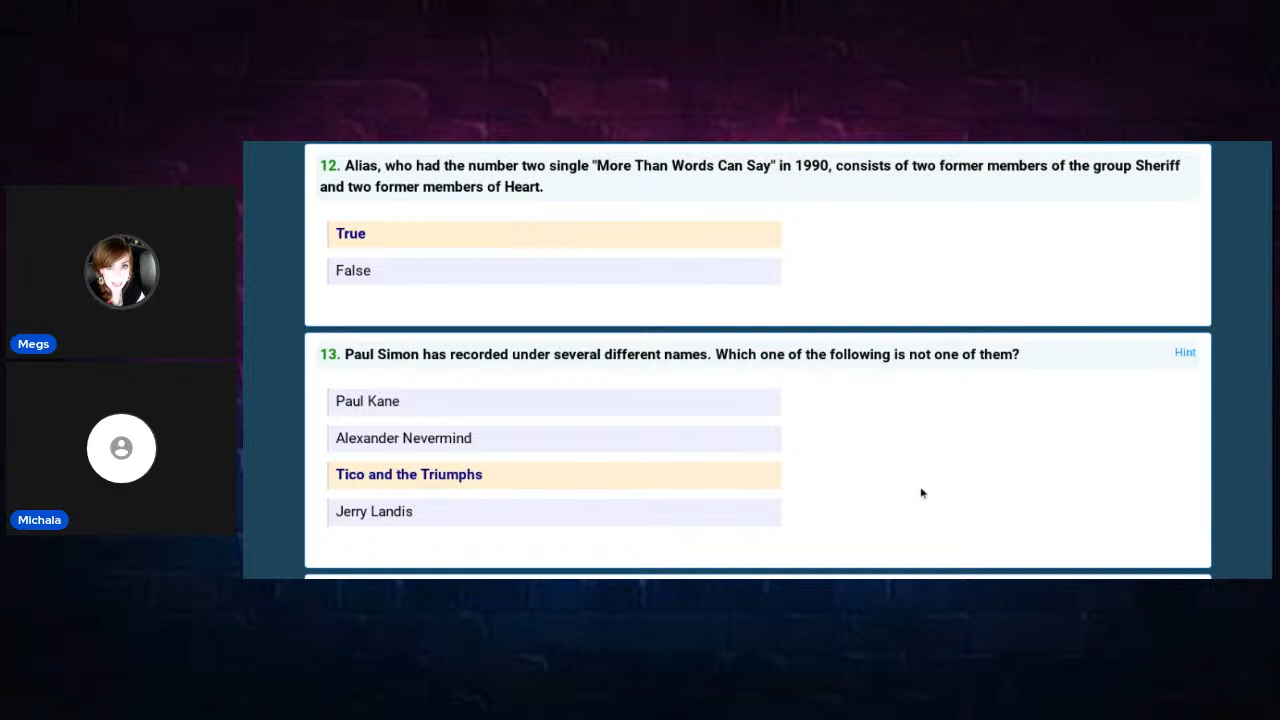 12. Alias, who had the number two single "More Than Words Can Say" in 1990, consists of two former members of the group Sheriff
and two former members of Heart.
True
False
Megs
13. Paul Simon has recorded under several different names. Which one of the following is not one of them?
Hint
Paul Kane
Alexander Nevermind
Tico and the Triumphs
Jerry Landis
Michala